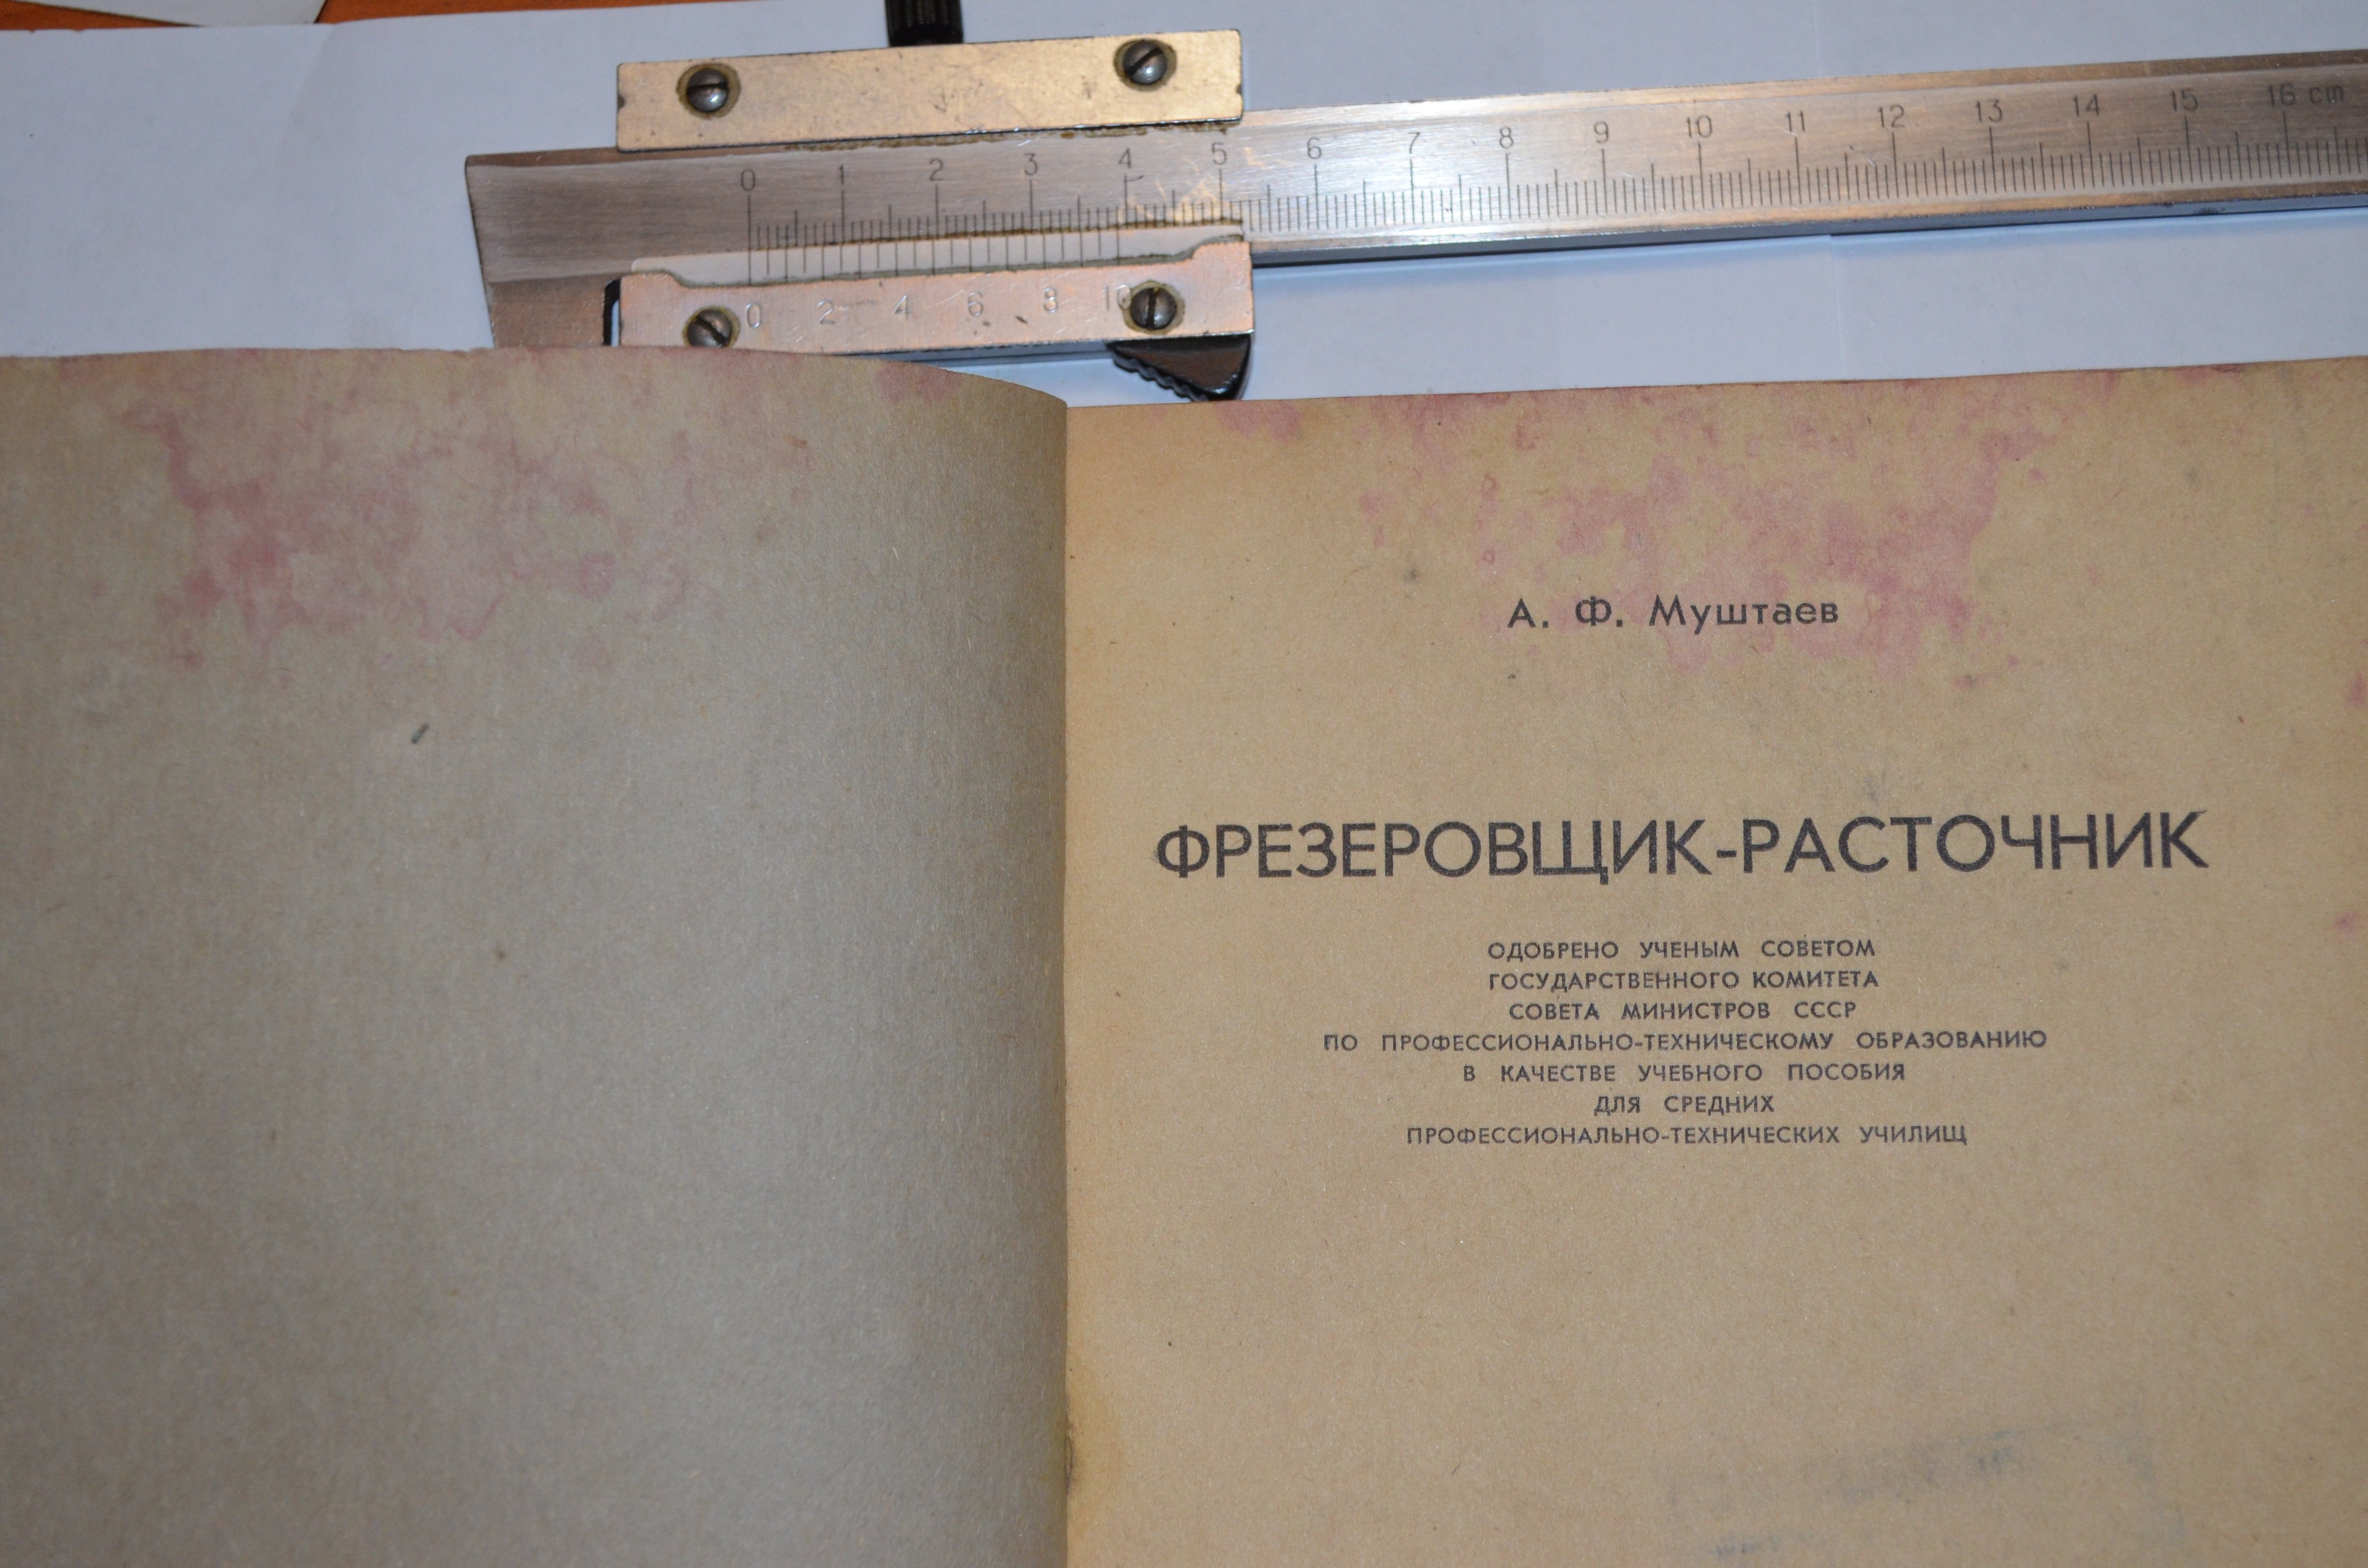 0 1 2 3 4 5 6 7 8 9 10 11 12 13 14 15 16 cm
0 2 4 6 8 10
А. Ф. Муштаев
ФРЕЗЕРОВЩИК-РАСТОЧНИК
ОДОБРЕНО УЧЕНЫМ СОВЕТОМ
ГОСУДАРСТВЕННОГО КОМИТЕТА
СОВЕТА МИНИСТРОВ СССР
ПО ПРОФЕССИОНАЛЬНО-ТЕХНИЧЕСКОМУ ОБРАЗОВАНИЮ
В КАЧЕСТВЕ УЧЕБНОГО ПОСОБИЯ
ДЛЯ СРЕДНИХ
ПРОФЕССИОНАЛЬНО-ТЕХНИЧЕСКИХ УЧИЛИЩ